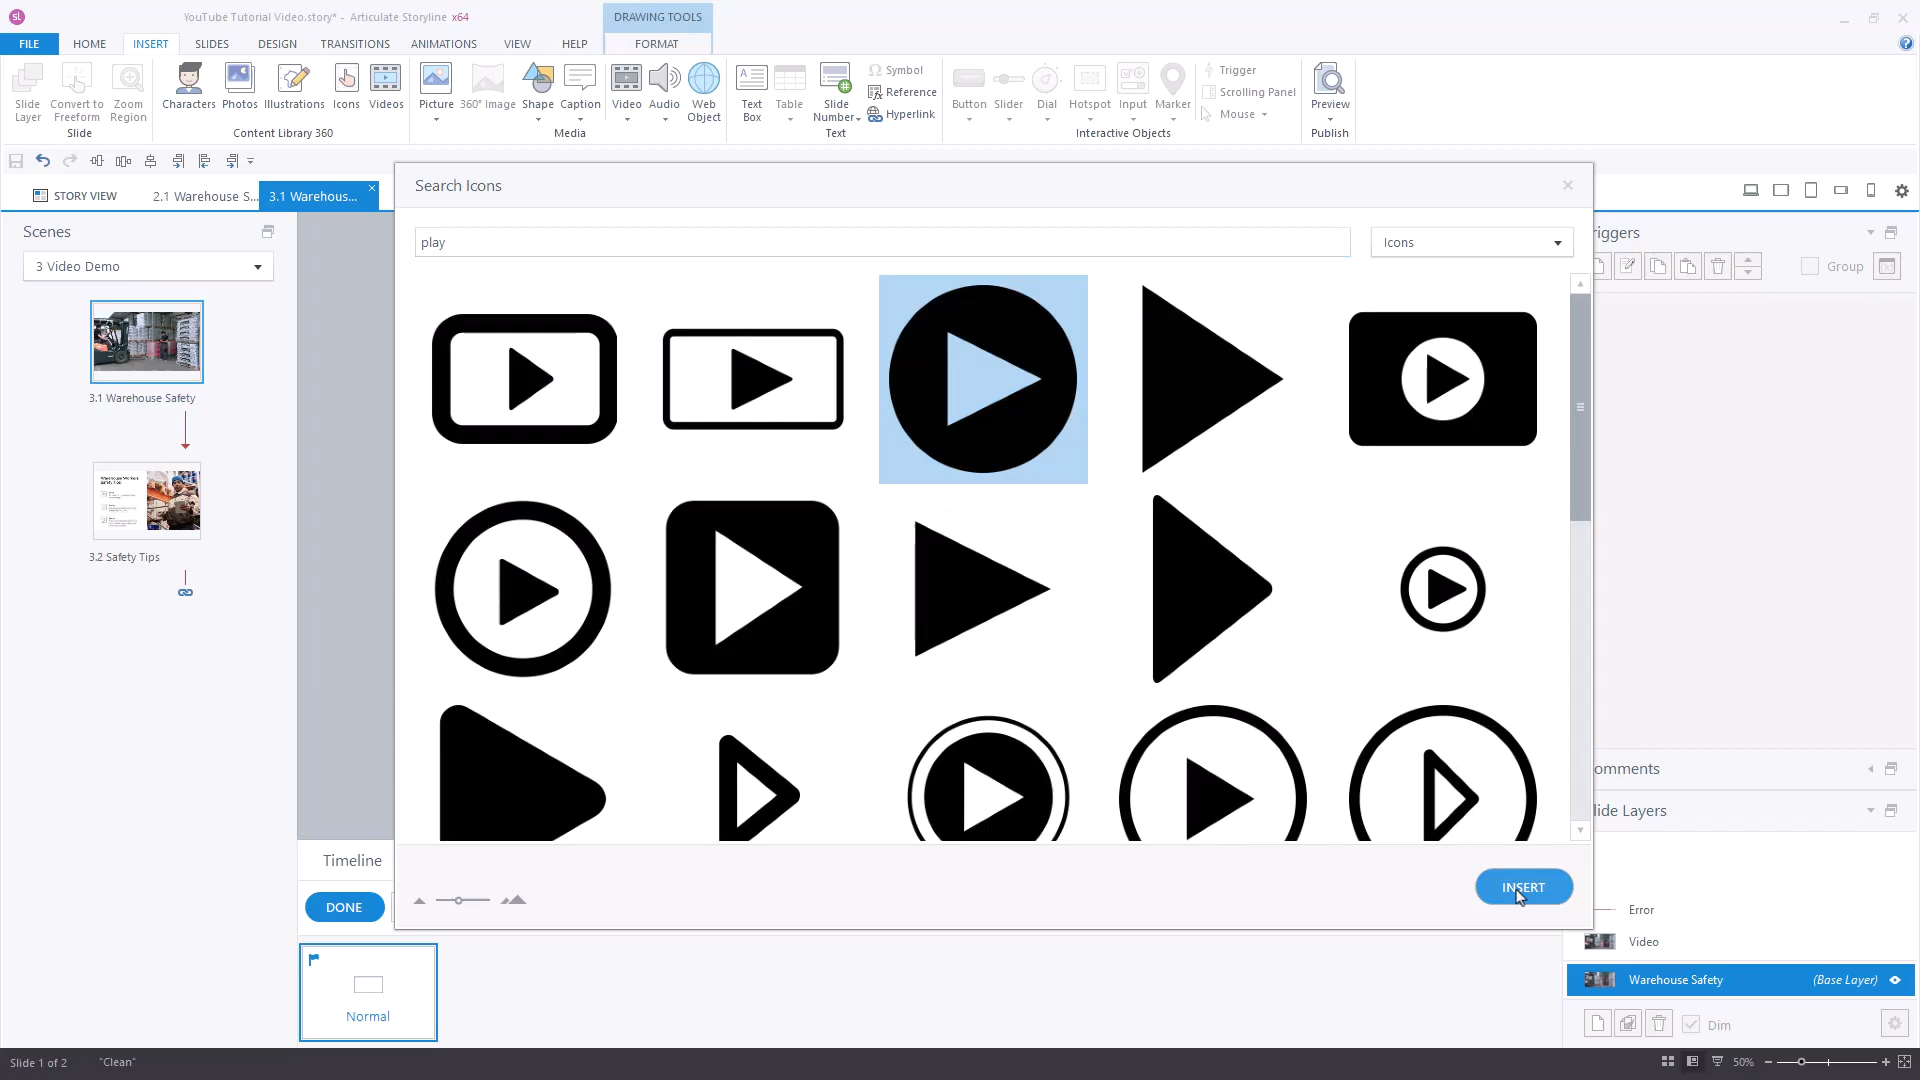 sl
YouTube Tutorial Video.story* - Articulate Storyline x64
DRAWING TOOLS
FILE HOME INSERT SLIDES DESIGN TRANSITIONS ANIMATIONS VIEW HELP FORMAT
Slide Layer
Convert to Freeform
Zoom Region
Slide
Characters
Photos
Illustrations
Icons
Videos
Content Library 360
Picture
360° Image
Shape
Caption
Video
Audio
Web Object
Media
Text Box
Table
Slide Number
Symbol
Reference
Hyperlink
Text
Button
Slider
Dial
Hotspot
Input
Marker
Trigger
Scrolling Panel
Mouse
Interactive Objects
Preview
Publish
STORY VIEW
2.1 Warehouse S...
3.1 Warehous...
Scenes
3 Video Demo
3.1 Warehouse Safety
Warehouse Workers
Safety Tips
3.2 Safety Tips
Search Icons
play
Icons
INSERT
riggers
Group
omments
lide Layers
Error
Video
Warehouse Safety (Base Layer)
Dim
Timeline
DONE
Normal
Slide 1 of 2
"Clean"
50%